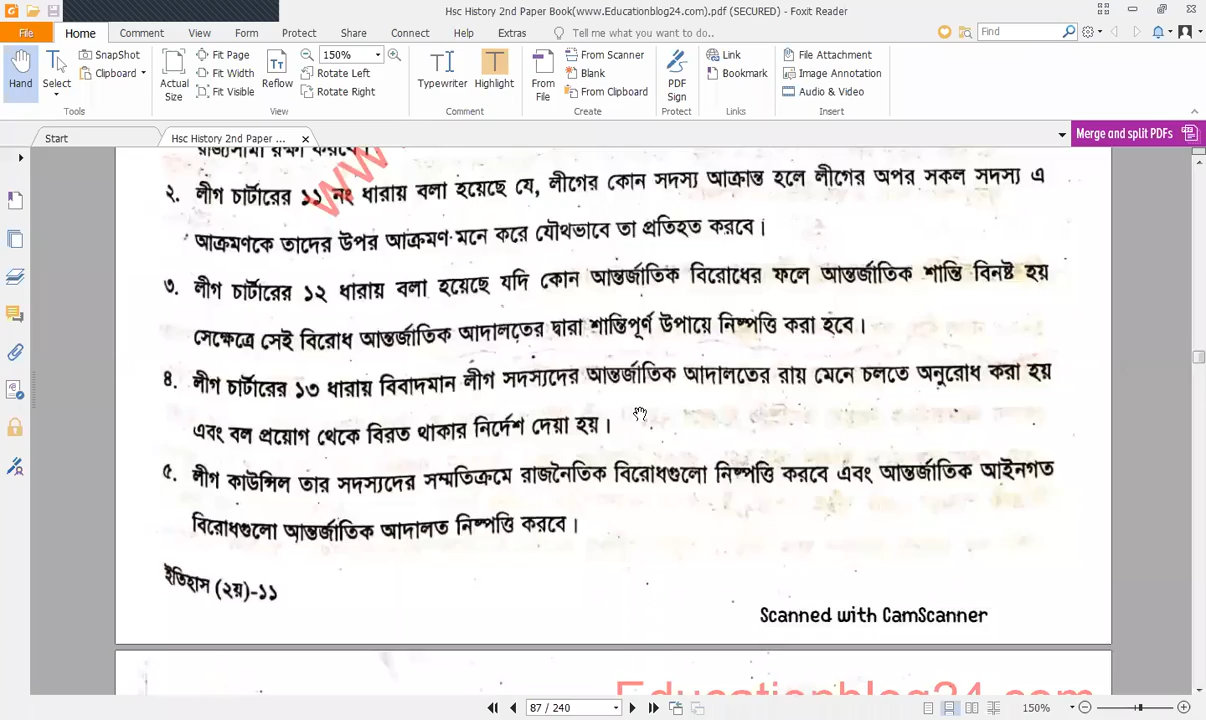 Hsc History 2nd Paper Book(www.Educationblog24.com).pdf (SECURED) - Foxit Reader
File Home Comment View Form Protect Share Connect Help Extras Tell me what you want to do.. Find
Hand Select SnapShot Clipboard Actual Size Fit Page Fit Width Fit Visible Reflow 150% Rotate Left Rotate Right Typewriter Highlight From File From Scanner Blank From Clipboard PDF Sign Link Bookmark File Attachment Image Annotation Audio & Video
Tools View Comment Create Protect Links Insert
Start Hsc History 2nd Paper ... Merge and split PDFs
WW
২. লীগ চার্টারের ১১ নং ধারায় বলা হয়েছে যে, লীগের কোন সদস্য আক্রান্ত হলে লীগের অপর সকল সদস্য এ
আক্রমণকে তাদের উপর আক্রমণ মনে করে যৌথভাবে তা প্রতিহত করবে।
৩. লীগ চার্টারের ১২ ধারায় বলা হয়েছে যদি কোন আন্তর্জাতিক বিরোধের ফলে আন্তর্জাতিক শান্তি বিনষ্ট হয়
সেক্ষেত্রে সেই বিরোধ আন্তর্জাতিক আদালতের দ্বারা শান্তিপূর্ণ উপায়ে নিষ্পত্তি করা হবে।
৪. লীগ চার্টারের ১৩ ধারায় বিবাদমান লীগ সদস্যদের আন্তর্জাতিক আদালতের রায় মেনে চলতে অনুরোধ করা হয়
এবং বল প্রয়োগ থেকে বিরত থাকার নির্দেশ দেয়া হয়।
৫. লীগ কাউন্সিল তার সদস্যদের সম্মতিক্রমে রাজনৈতিক বিরোধগুলো নিষ্পত্তি করবে এবং আন্তর্জাতিক আইনগত
বিরোধগুলো আন্তর্জাতিক আদালত নিষ্পত্তি করবে।
ইতিহাস (২য়)-১১
Scanned with CamScanner
Educationblog24.com
87 / 240 150%